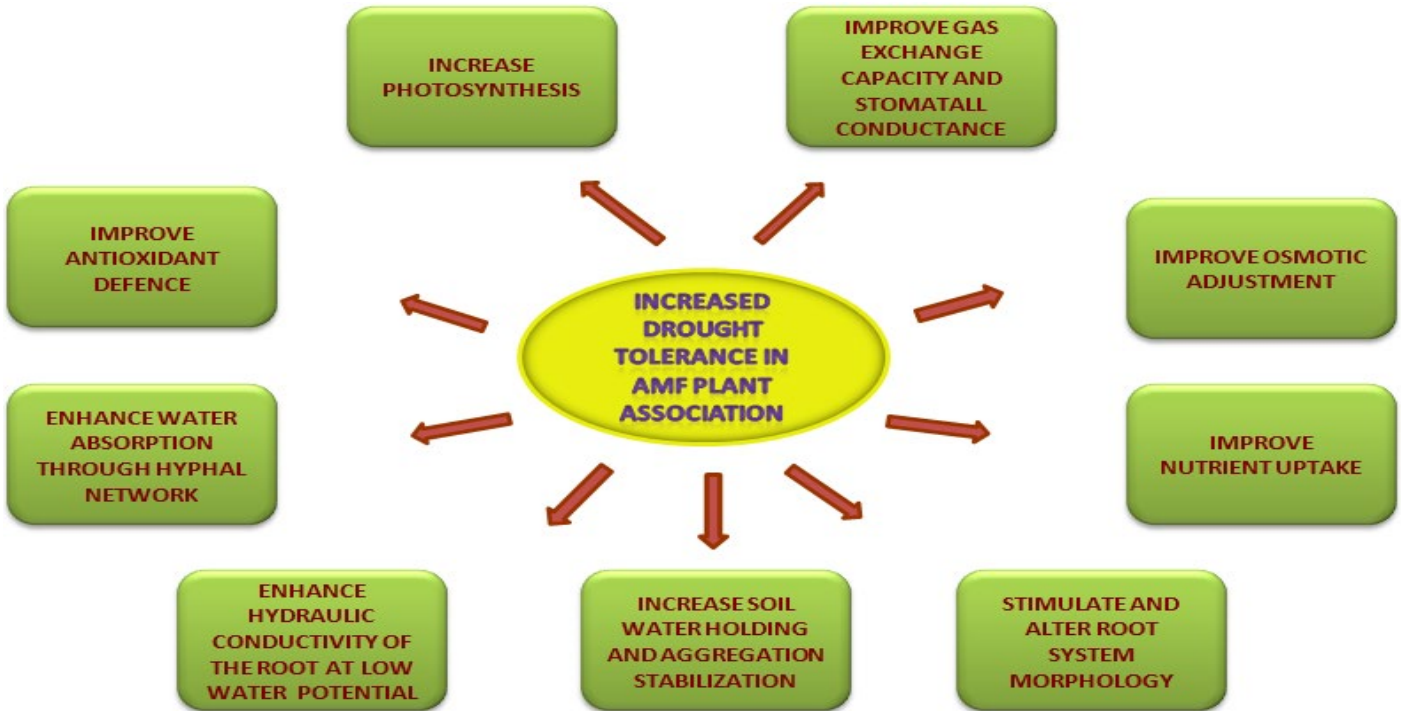 INCREASE
PHOTOSYNTHESIS
IMPROVE GAS
EXCHANGE
CAPACITY AND
STOMATALL
CONDUCTANCE
IMPROVE
ANTIOXIDANT
DEFENCE
IMPROVE OSMOTIC
ADJUSTMENT
INCREASED
DROUGHT
TOLERANCE IN
AMF PLANT
ASSOCIATION
ENHANCE WATER
ABSORPTION
THROUGH HYPHAL
NETWORK
IMPROVE
NUTRIENT UPTAKE
ENHANCE
HYDRAULIC
CONDUCTIVITY OF
THE ROOT AT LOW
WATER POTENTIAL
INCREASE SOIL
WATER HOLDING
AND AGGREGATION
STABILIZATION
STIMULATE AND
ALTER ROOT
SYSTEM
MORPHOLOGY